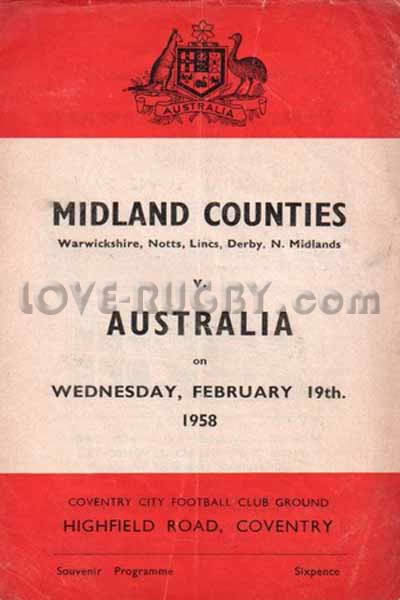 AUSTRALIA
MIDLAND COUNTIES
Warwickshire, Notts, Lincs, Derby, N. Midlands
v.
LOVE-RUGBY.com
AUSTRALIA
on
WEDNESDAY, FEBRUARY 19th.
1958
COVENTRY CITY FOOTBALL CLUB GROUND
HIGHFIELD ROAD, COVENTRY
Souvenir Programme Sixpence